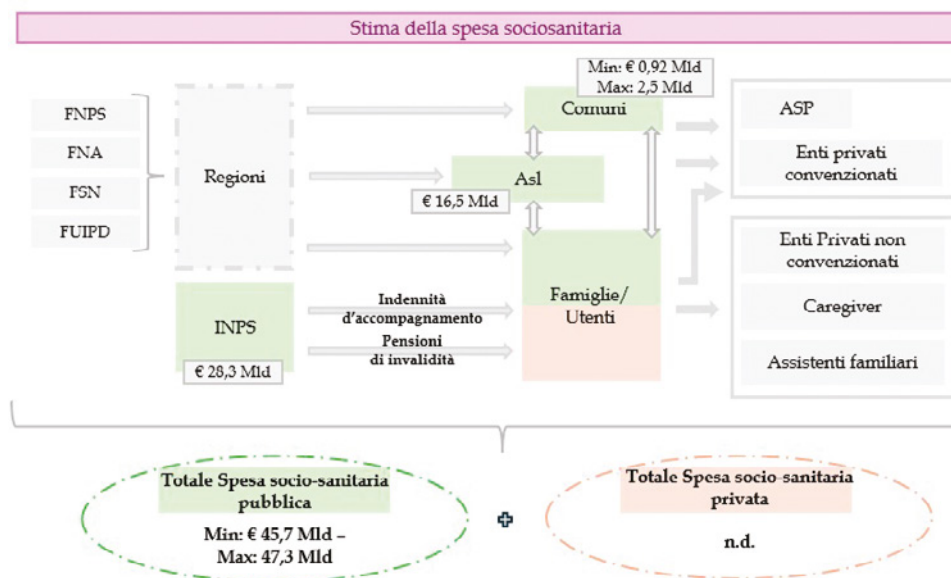 Stima della spesa sociosanitaria
Min: € 0,92 Mld
Max: 2,5 Mld
Comuni
FNPS
FNA
FSN
FUIPD
Regioni
Asl
€ 16,5 Mld
ASP
Enti privati
convenzionati
INPS
€ 28,3 Mld
Indennità
d'accompagnamento
Pensioni
di invalidità
Famiglie/
Utenti
Enti Privati non
convenzionati
Caregiver
Assistenti familiari
Totale Spesa socio-sanitaria
pubblica
Min: € 45,7 Mld –
Max: 47,3 Mld
Totale Spesa socio-sanitaria
privata
n.d.